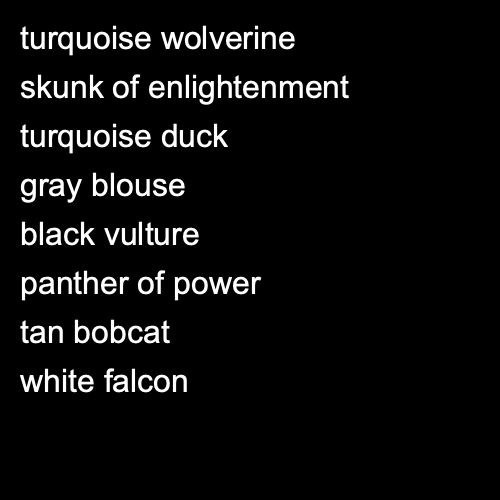 turquoise wolverine
skunk of enlightenment
turquoise duck
gray blouse
black vulture
panther of power
tan bobcat
white falcon